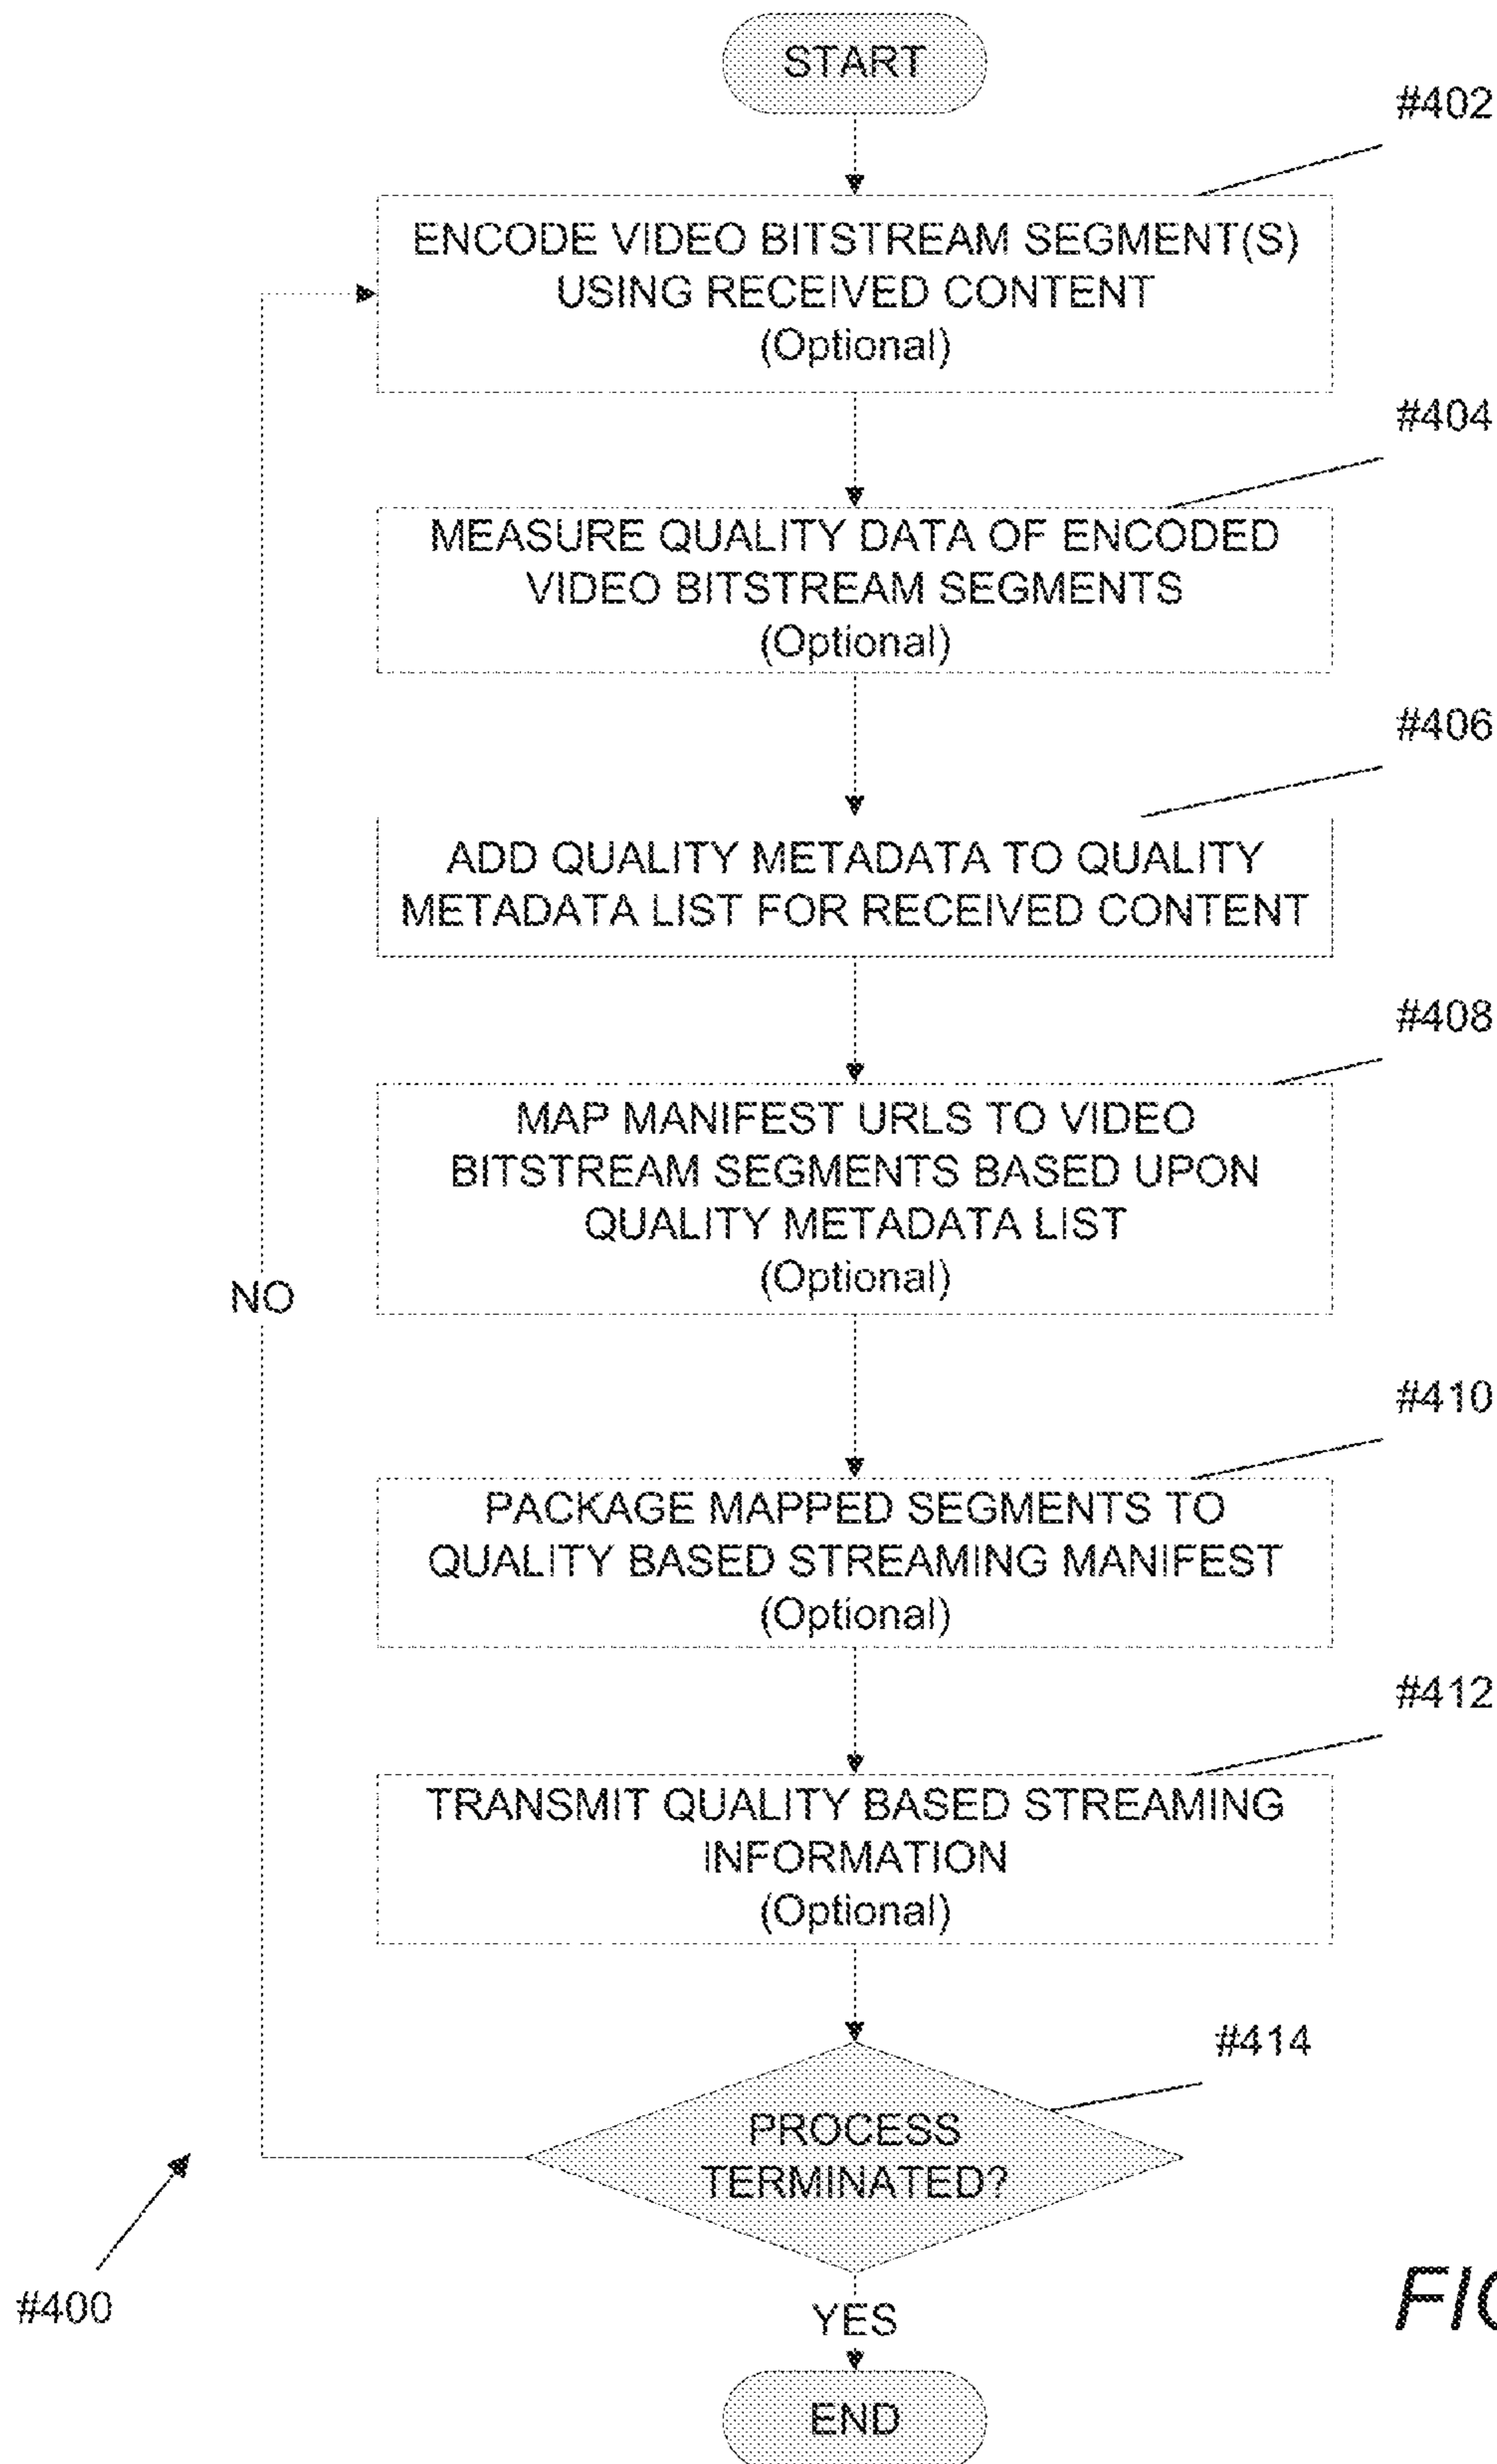 START
#402
ENCODE VIDEO BITSTREAM SEGMENT(S)
USING RECEIVED CONTENT
(Optional)
#404
MEASURE QUALITY DATA OF ENCODED
VIDEO BITSTREAM SEGMENTS
(Optional)
#406
ADD QUALITY METADATA TO QUALITY
METADATA LIST FOR RECEIVED CONTENT
#408
MAP MANIFEST URLS TO VIDEO
BITSTREAM SEGMENTS BASED UPON
QUALITY METADATA LIST
(Optional)
NO
#410
PACKAGE MAPPED SEGMENTS TO
QUALITY BASED STREAMING MANIFEST
(Optional)
#412
TRANSMIT QUALITY BASED STREAMING
INFORMATION
(Optional)
#414
PROCESS
TERMINATED?
#400
YES
END